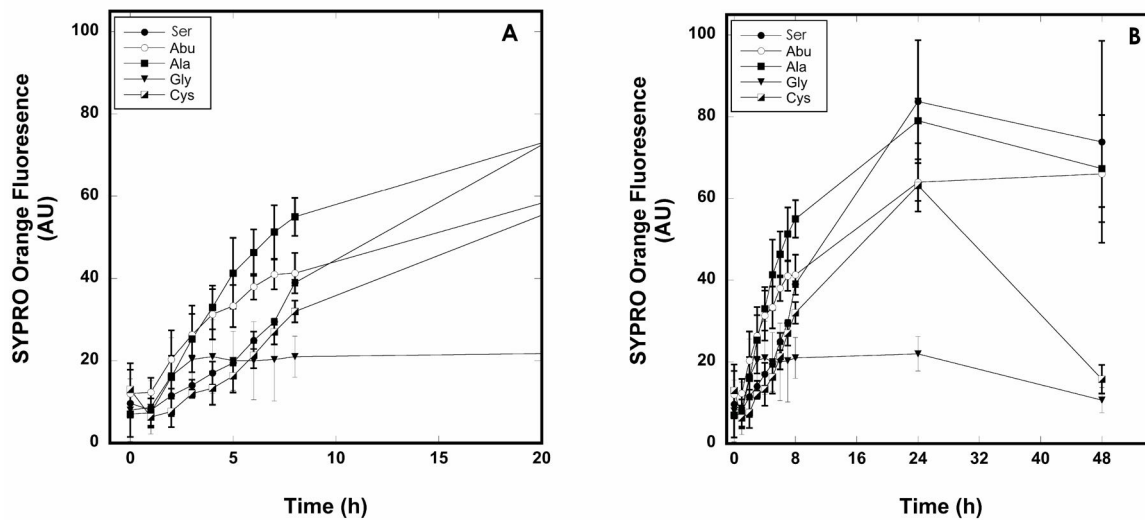 A
Ser
Abu
Ala
Gly
Cys
100
80
60
40
20
0
SYPRO Orange Fluoresence
(AU)
0
5
10
15
20
Time (h)
B
Ser
Abu
Ala
Gly
Cys
100
80
60
40
20
0
SYPRO Orange Fluoresence
(AU)
0
8
16
24
32
40
48
Time (h)